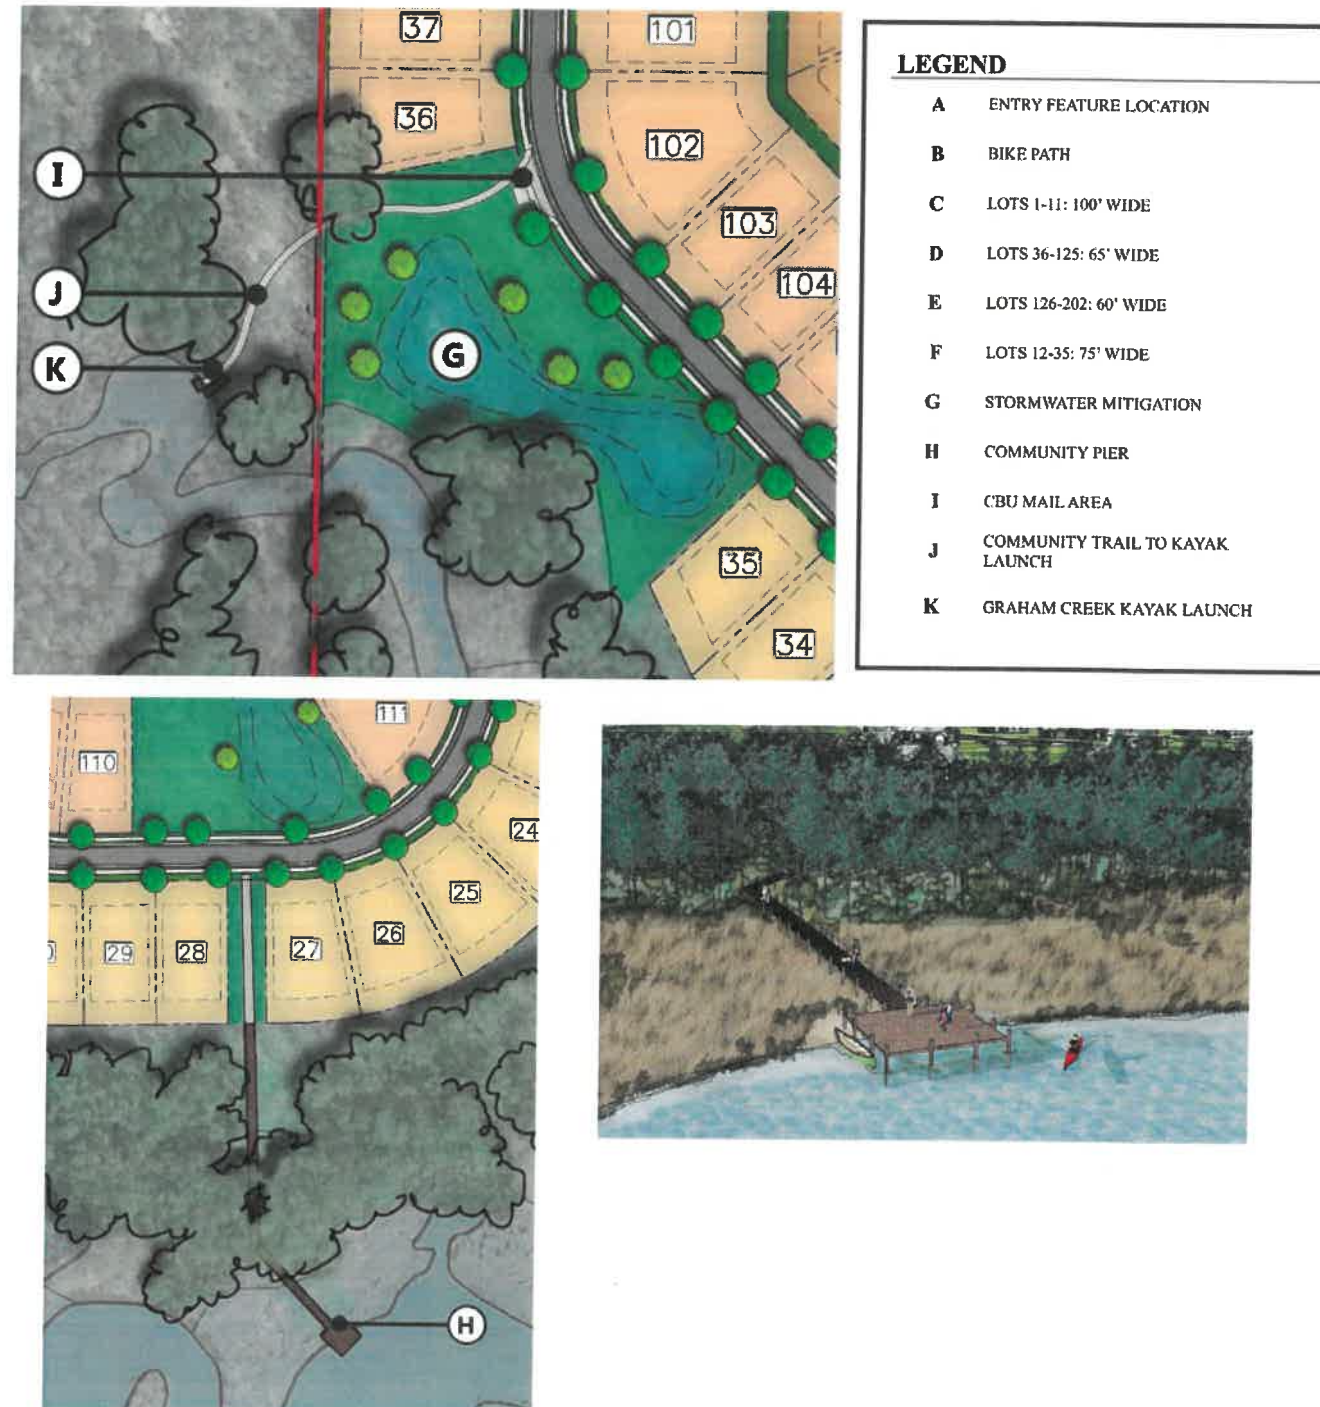 37
101
36
102
I
103
104
J
G
K
35
34
LEGEND
A ENTRY FEATURE LOCATION
B BIKE PATH
C LOTS 1-11: 100' WIDE
D LOTS 36-125: 65' WIDE
E LOTS 126-202: 60' WIDE
F LOTS 12-35: 75' WIDE
G STORMWATER MITIGATION
H COMMUNITY PIER
I CBU MAIL AREA
J COMMUNITY TRAIL TO KAYAK
LAUNCH
K GRAHAM CREEK KAYAK LAUNCH
111
110
24
25
26
27
28
29
H